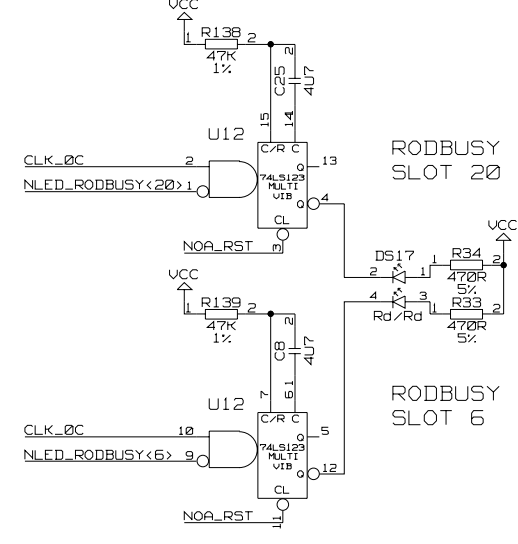 VCC
R138
1 2
47K
1%
2
C25
4U7
15
14
U12
C/R C
CLK_0C 2
Q 13
74LS123
MULTI
VIB
NLED_RODBUSY<20> 1
Q 4
CL
NOA_RST
3
RODBUSY
SLOT 20
VCC
DS17
2 1
R34
1 2
470R
5%
4 3
Rd/Rd
R33
1 2
470R
5%
VCC
R139
1 2
47K
1%
2
C8
4U7
7
6 1
U12
C/R C
CLK_0C 10
Q 5
74LS123
MULTI
VIB
NLED_RODBUSY<6> 9
Q 12
CL
NOA_RST
11
RODBUSY
SLOT 6